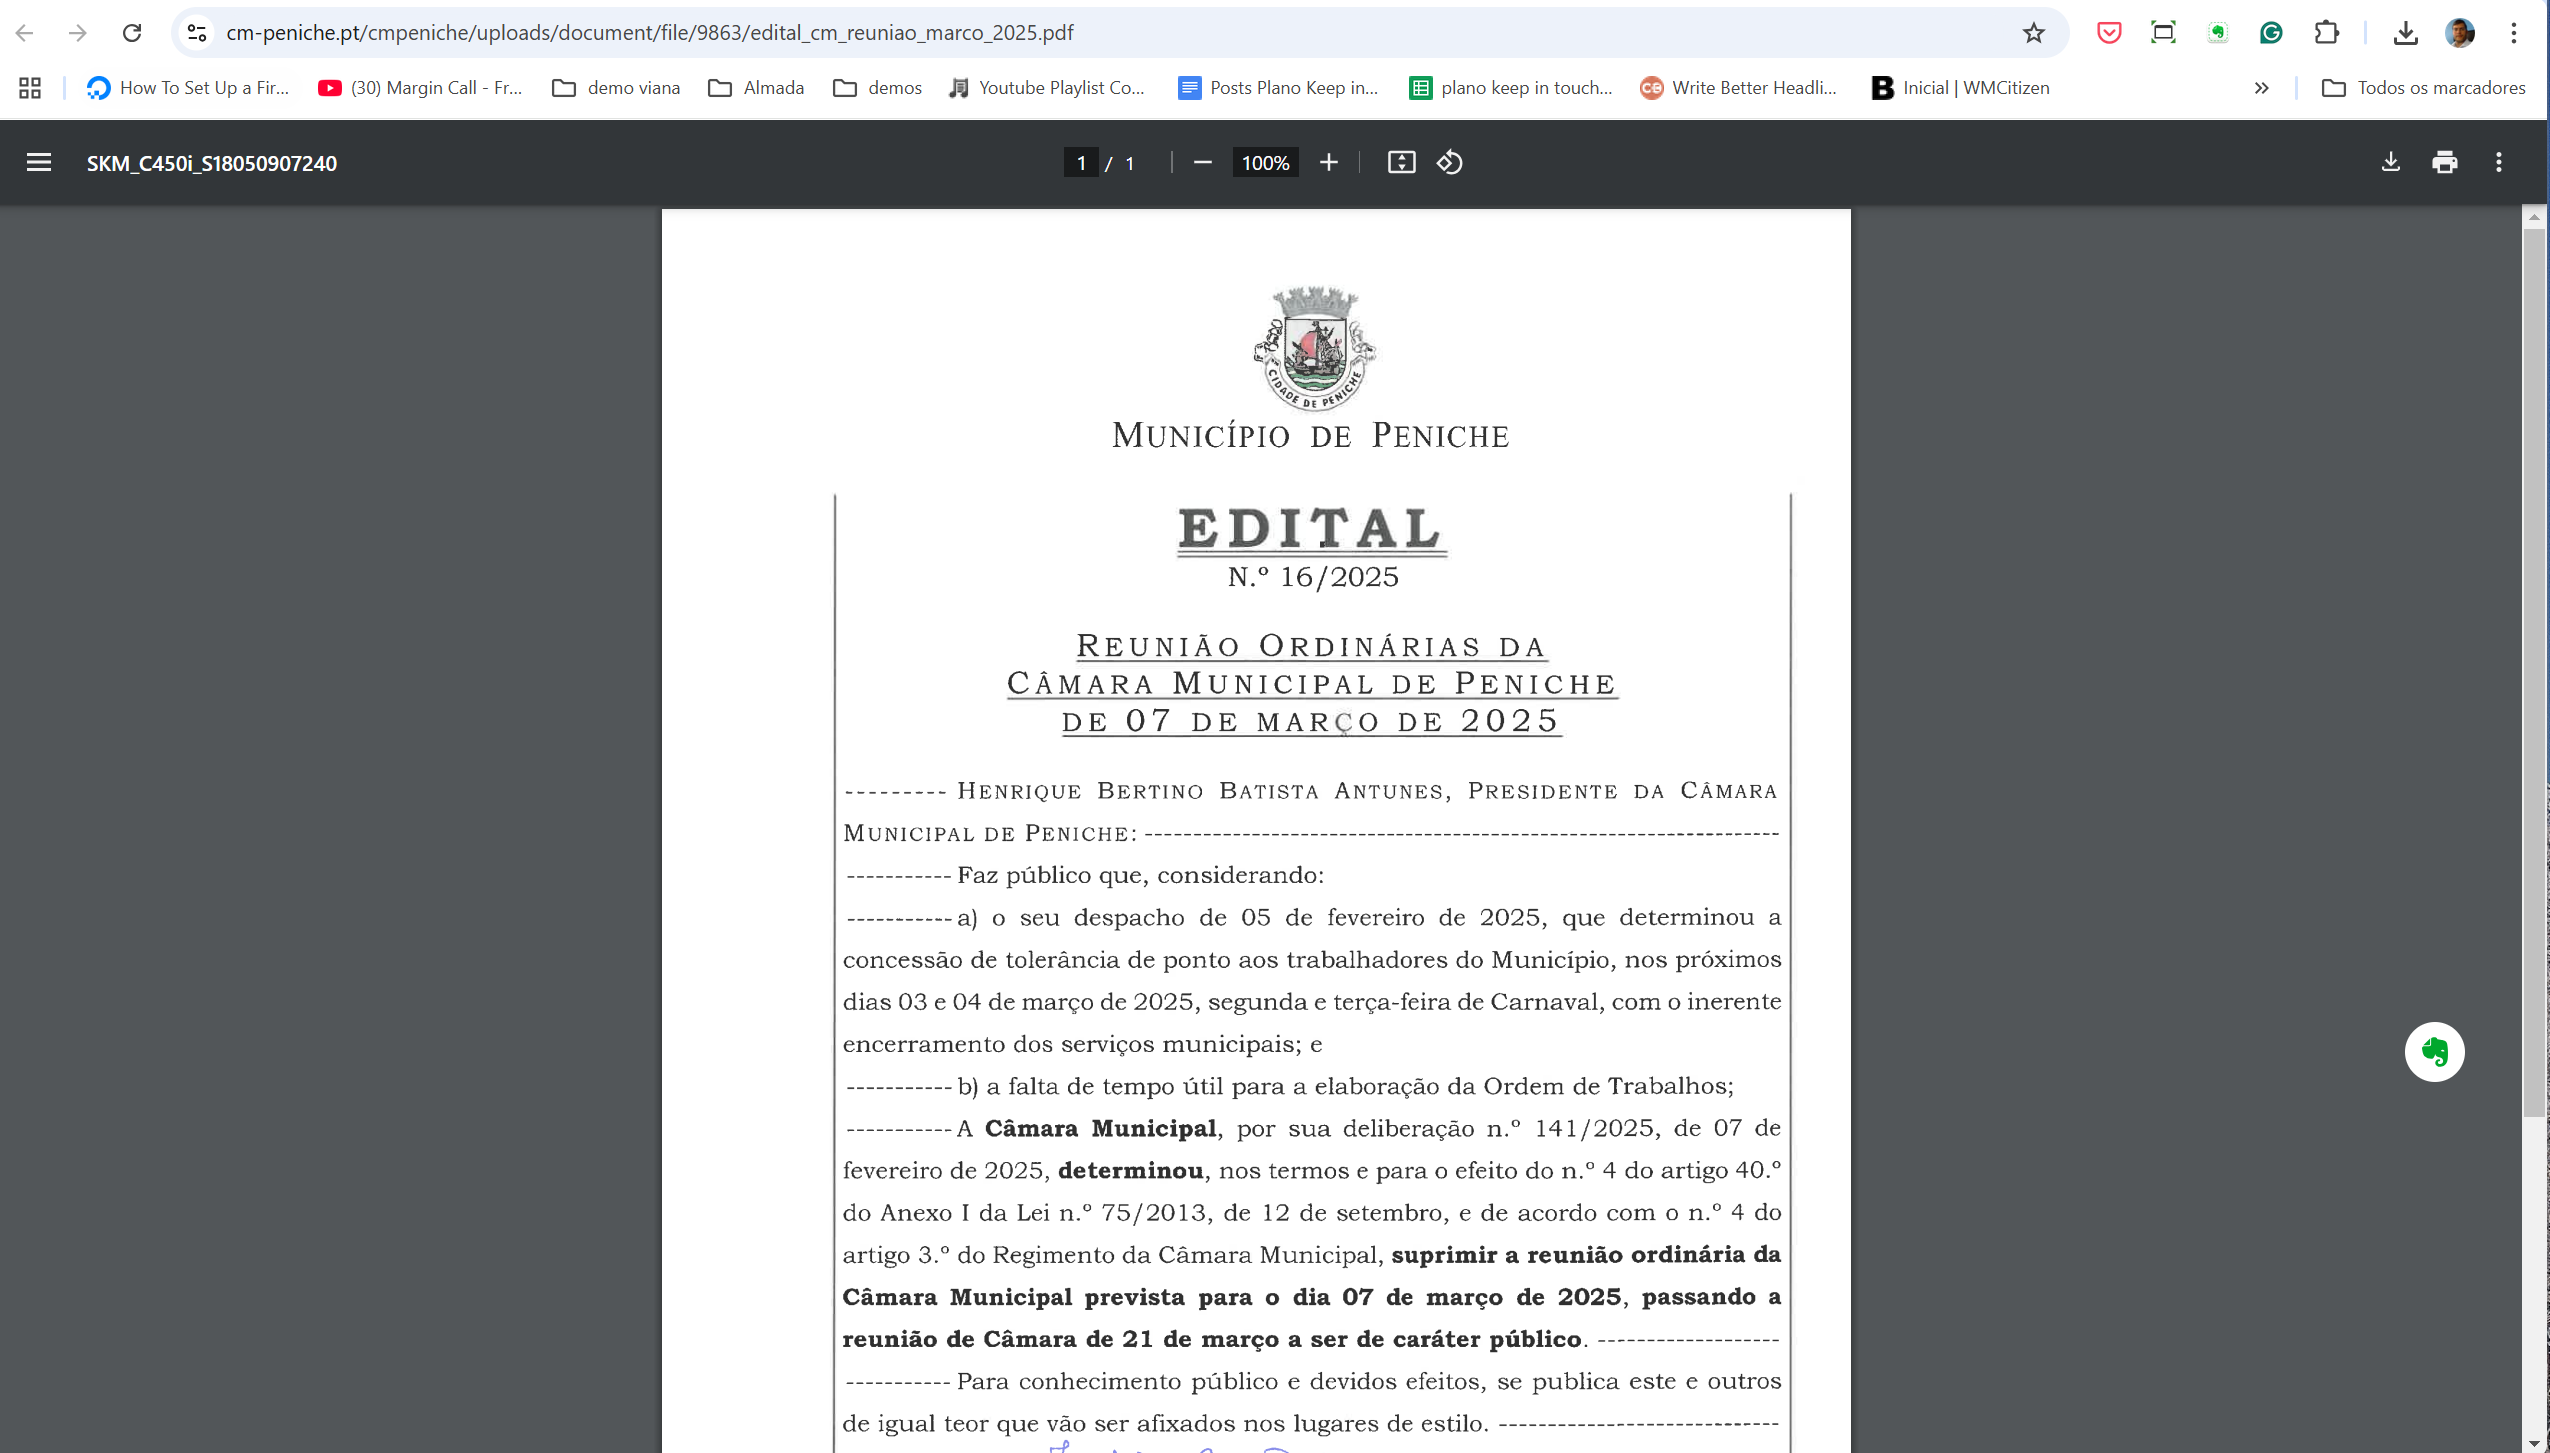 cm-peniche.pt/cmpeniche/uploads/document/file/9863/edital_cm_reuniao_marco_2025.pdf
How To Set Up a Fir... (30) Margin Call - Fr... demo viana Almada demos Youtube Playlist Co... Posts Plano Keep in... plano keep in touch... Write Better Headli... Inicial | WMCitizen » Todos os marcadores
SKM_C450i_S18050907240 1 / 1 100%
CIDADE DE PENICHE
MUNICÍPIO DE PENICHE
EDITAL
N.º 16/2025
REUNIÃO ORDINÁRIAS DA
CÂMARA MUNICIPAL DE PENICHE
DE 07 DE MARÇO DE 2025
--------- HENRIQUE BERTINO BATISTA ANTUNES, PRESIDENTE DA CÂMARA
MUNICIPAL DE PENICHE: -----------------------------------------------------------------
----------- Faz público que, considerando:
----------- a) o seu despacho de 05 de fevereiro de 2025, que determinou a
concessão de tolerância de ponto aos trabalhadores do Município, nos próximos
dias 03 e 04 de março de 2025, segunda e terça-feira de Carnaval, com o inerente
encerramento dos serviços municipais; e
----------- b) a falta de tempo útil para a elaboração da Ordem de Trabalhos;
----------- A Câmara Municipal, por sua deliberação n.º 141/2025, de 07 de
fevereiro de 2025, determinou, nos termos e para o efeito do n.º 4 do artigo 40.º
do Anexo I da Lei n.º 75/2013, de 12 de setembro, e de acordo com o n.º 4 do
artigo 3.º do Regimento da Câmara Municipal, suprimir a reunião ordinária da
Câmara Municipal prevista para o dia 07 de março de 2025, passando a
reunião de Câmara de 21 de março a ser de caráter público. -------------------
----------- Para conhecimento público e devidos efeitos, se publica este e outros
de igual teor que vão ser afixados nos lugares de estilo. -----------------------------